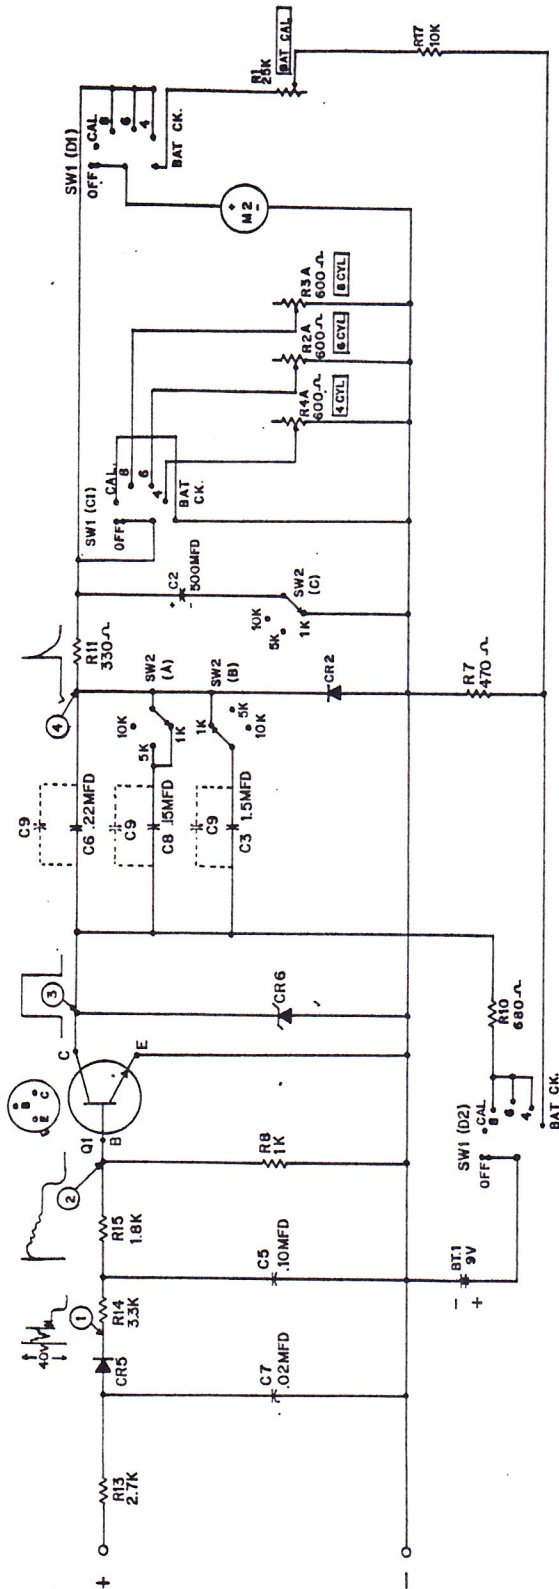 +
R13
2.7K
C7
.02MFD
40V
CR5
1
R14
3.3K
C5
.10MFD
R15
1.8K
2
R8
1K
Q1
B
C
E
B
E
C
3
CR6
C9
C6 .22MFD
C9
C8 .15MFD
C9
C3 1.5MFD
4
R11
330Ω
10K
5K
1K
SW2
(A)
1K
5K
10K
SW2
(B)
CR2
R7
470Ω
+
-
C2
500MFD
10K
5K
1K
SW2
(C)
SW1 (C1)
OFF
CAL.
8
6
4
BAT
CK.
R4A
600Ω
4 CYL
R2A
600Ω
6 CYL
R3A
600Ω
8 CYL
+
M2
-
SW1 (D1)
OFF
CAL
8
6
4
BAT CK.
R1
25K
BAT CAL
R17
10K
-
-
+
BT.1
9V
SW1 (D2)
OFF
CAL
8
6
4
BAT CK.
R10
680Ω